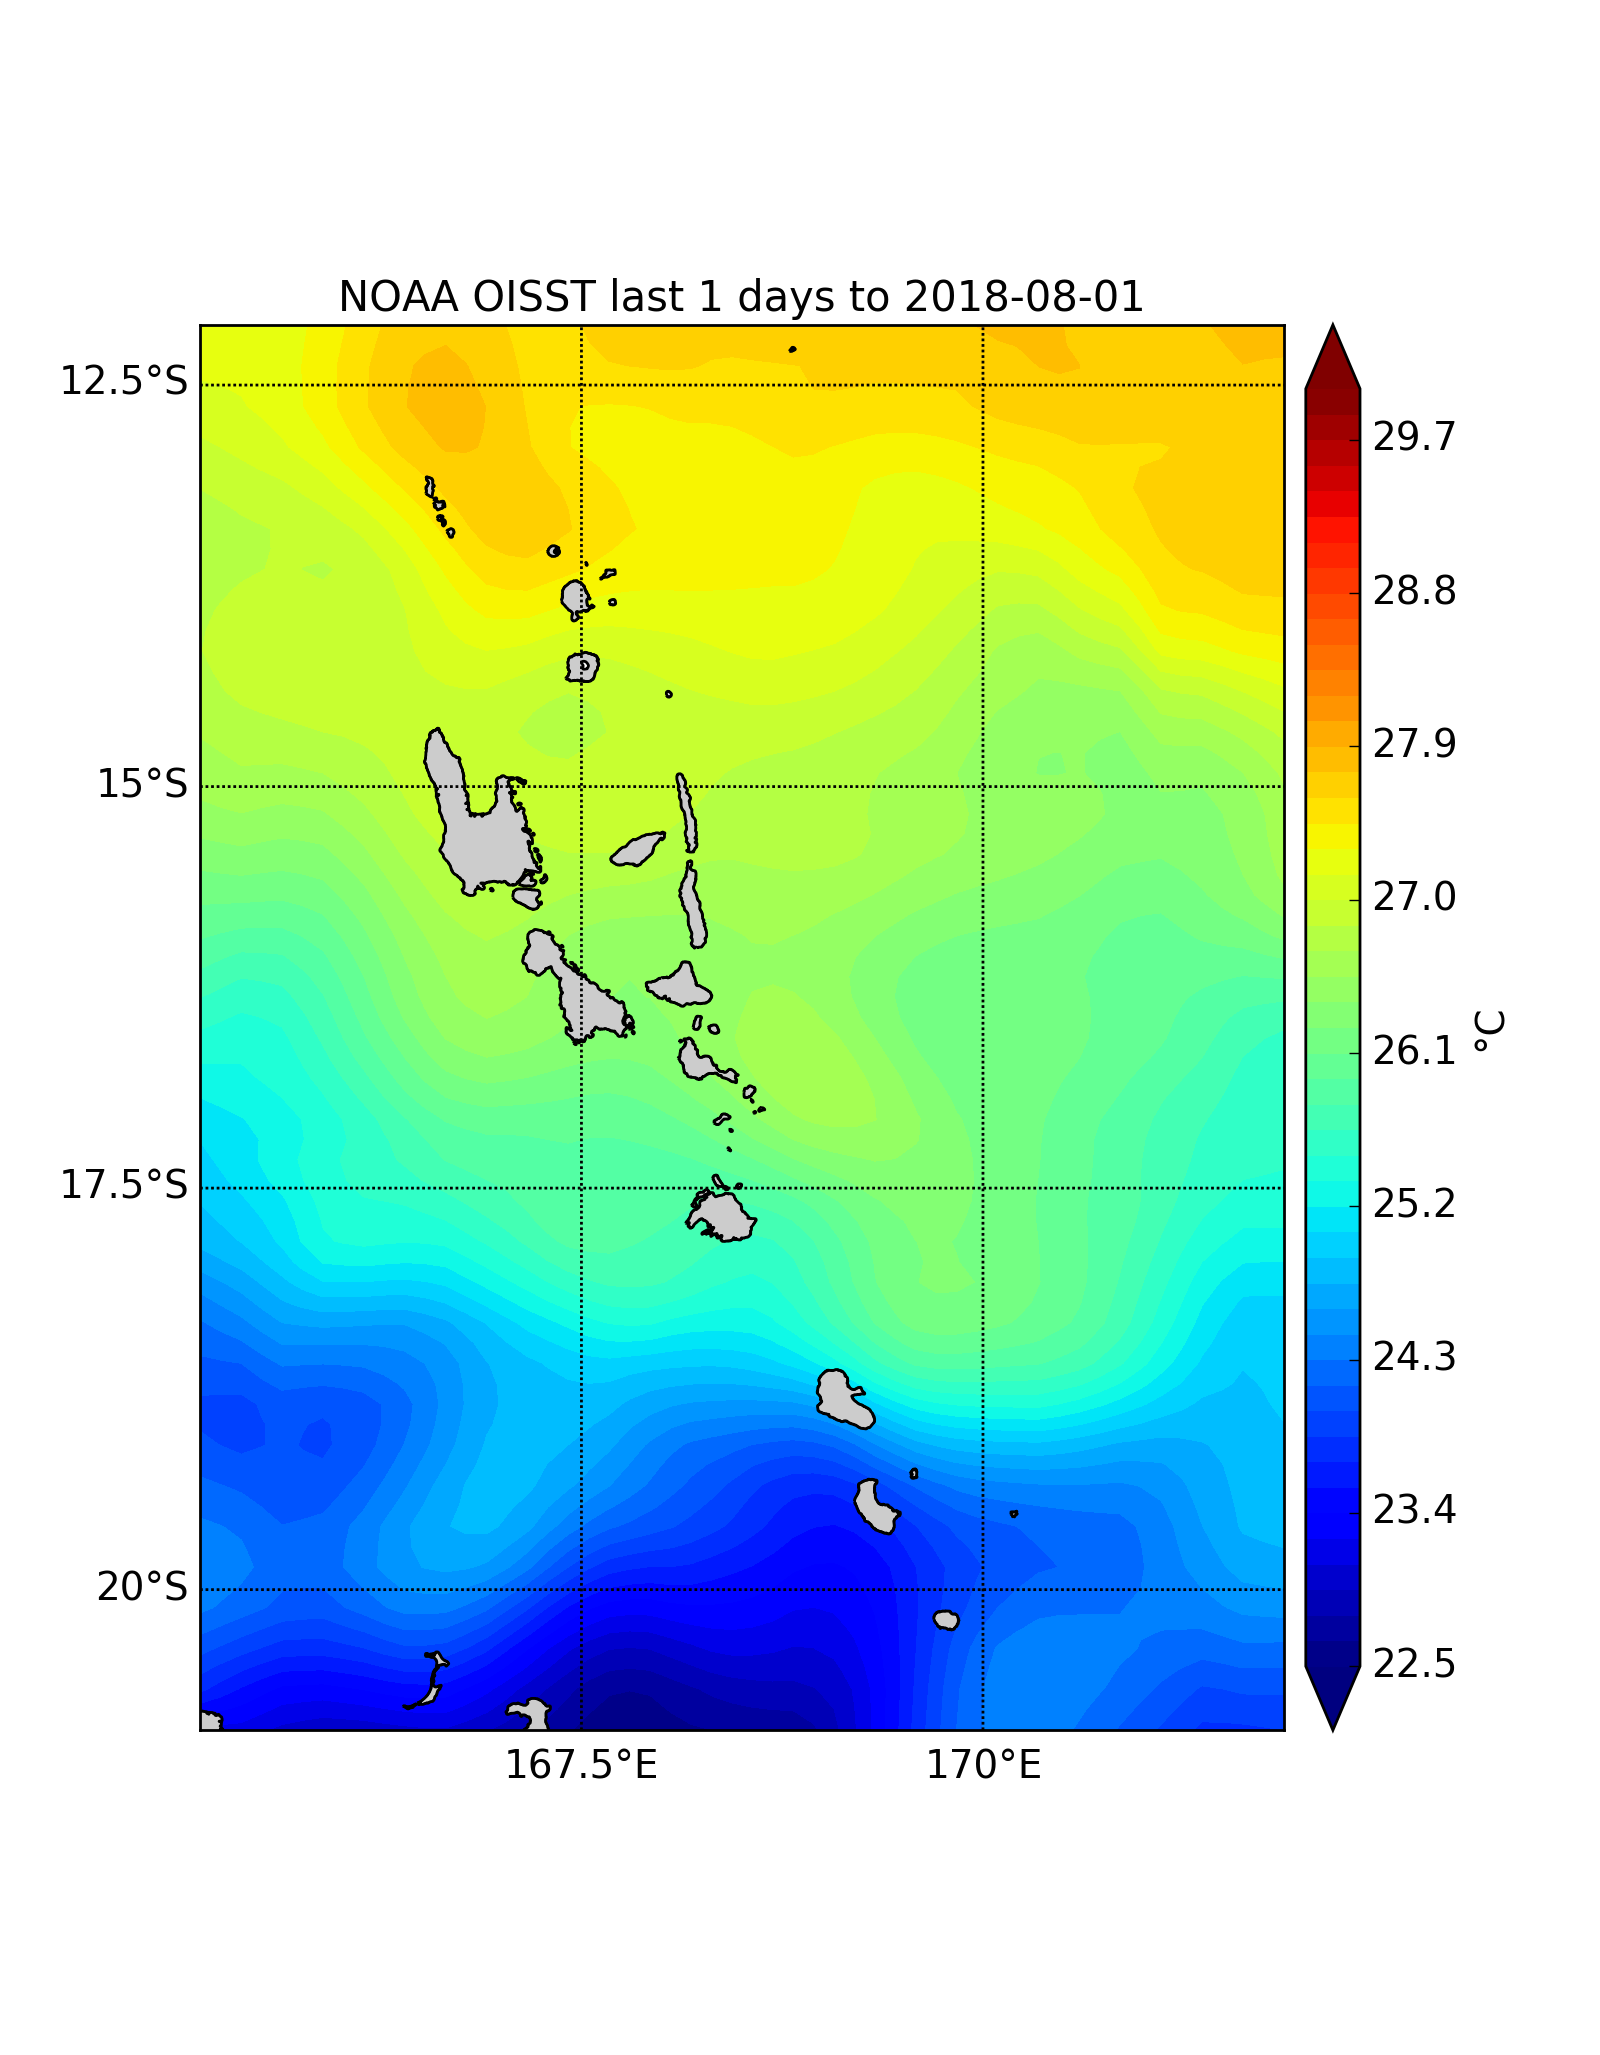 NOAA OISST last 1 days to 2018-08-01
12.5°S
15°S
17.5°S
20°S
167.5°E
170°E
29.7
28.8
27.9
27.0
26.1
25.2
24.3
23.4
22.5
°C